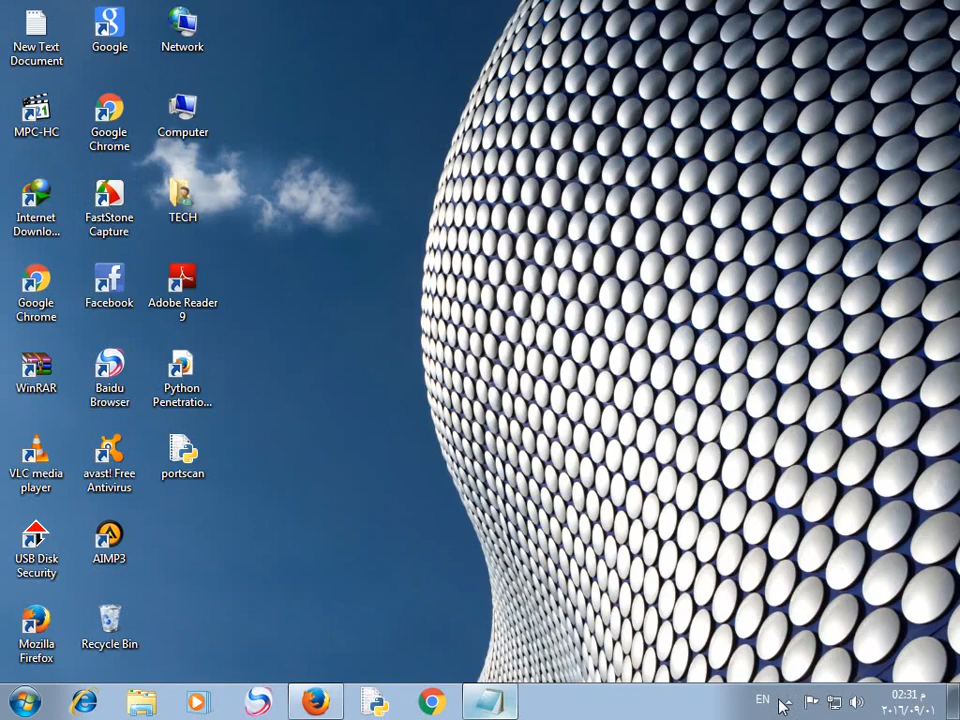 New Text
Document
Google
Network
MPC-HC
Google
Chrome
Computer
Internet
Downlo...
FastStone
Capture
TECH
Google
Chrome
Facebook
Adobe Reader
9
WinRAR
Baidu
Browser
Python
Penetratio...
VLC media
player
avast! Free
Antivirus
portscan
USB Disk
Security
AIMP3
Mozilla
Firefox
Recycle Bin
EN
02:31 م
٢٠١٦/٠٩/٠١